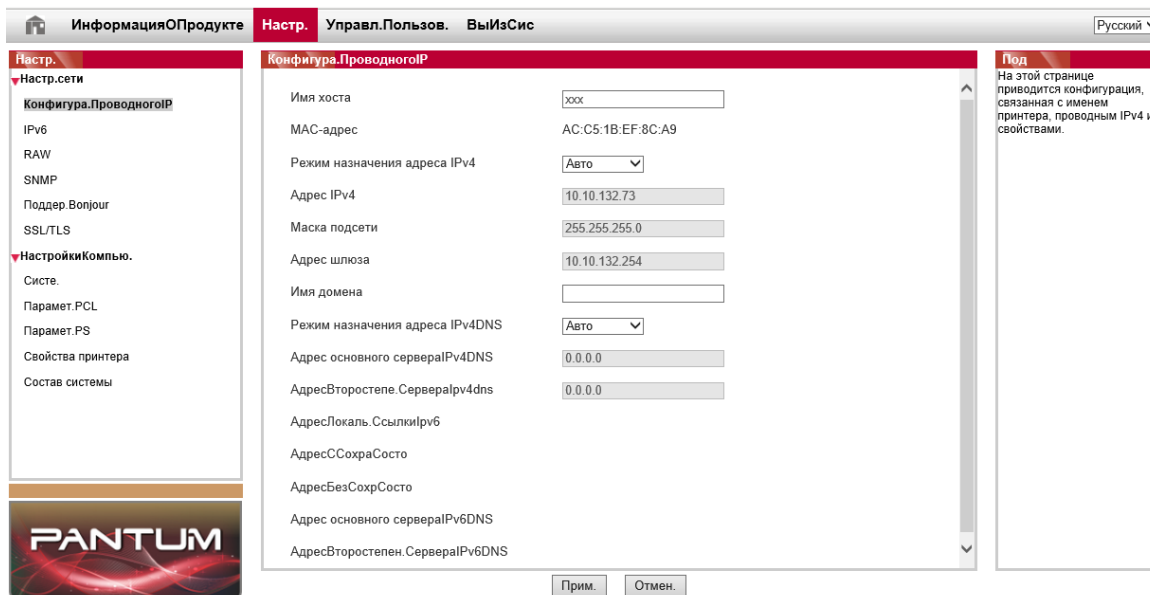 ИнформацияОПродукте Настр. Управл.Пользов. ВыИзСис Русский
Настр.
Настр.сети
Конфигура.ПроводногоIP
IPv6
RAW
SNMP
Поддер.Bonjour
SSL/TLS
НастройкиКомпью.
Систе.
Парамет.PCL
Парамет.PS
Свойства принтера
Состав системы
PANTUM
Конфигура.ПроводногоIP
Имя хоста xxx
MAC-адрес AC:C5:1B:EF:8C:A9
Режим назначения адреса IPv4 Авто
Адрес IPv4 10.10.132.73
Маска подсети 255.255.255.0
Адрес шлюза 10.10.132.254
Имя домена
Режим назначения адреса IPv4DNS Авто
Адрес основного сервераIPv4DNS 0.0.0.0
АдресВторостепе.СервераIpv4dns 0.0.0.0
АдресЛокаль.СсылкиIpv6
АдресССохраСосто
АдресБезСохрСосто
Адрес основного сервераIPv6DNS
АдресВторостепен.СервераIPv6DNS
Прим. Отмен.
Под
На этой странице
приводится конфигурация,
связанная с именем
принтера, проводным IPv4 и
свойствами.